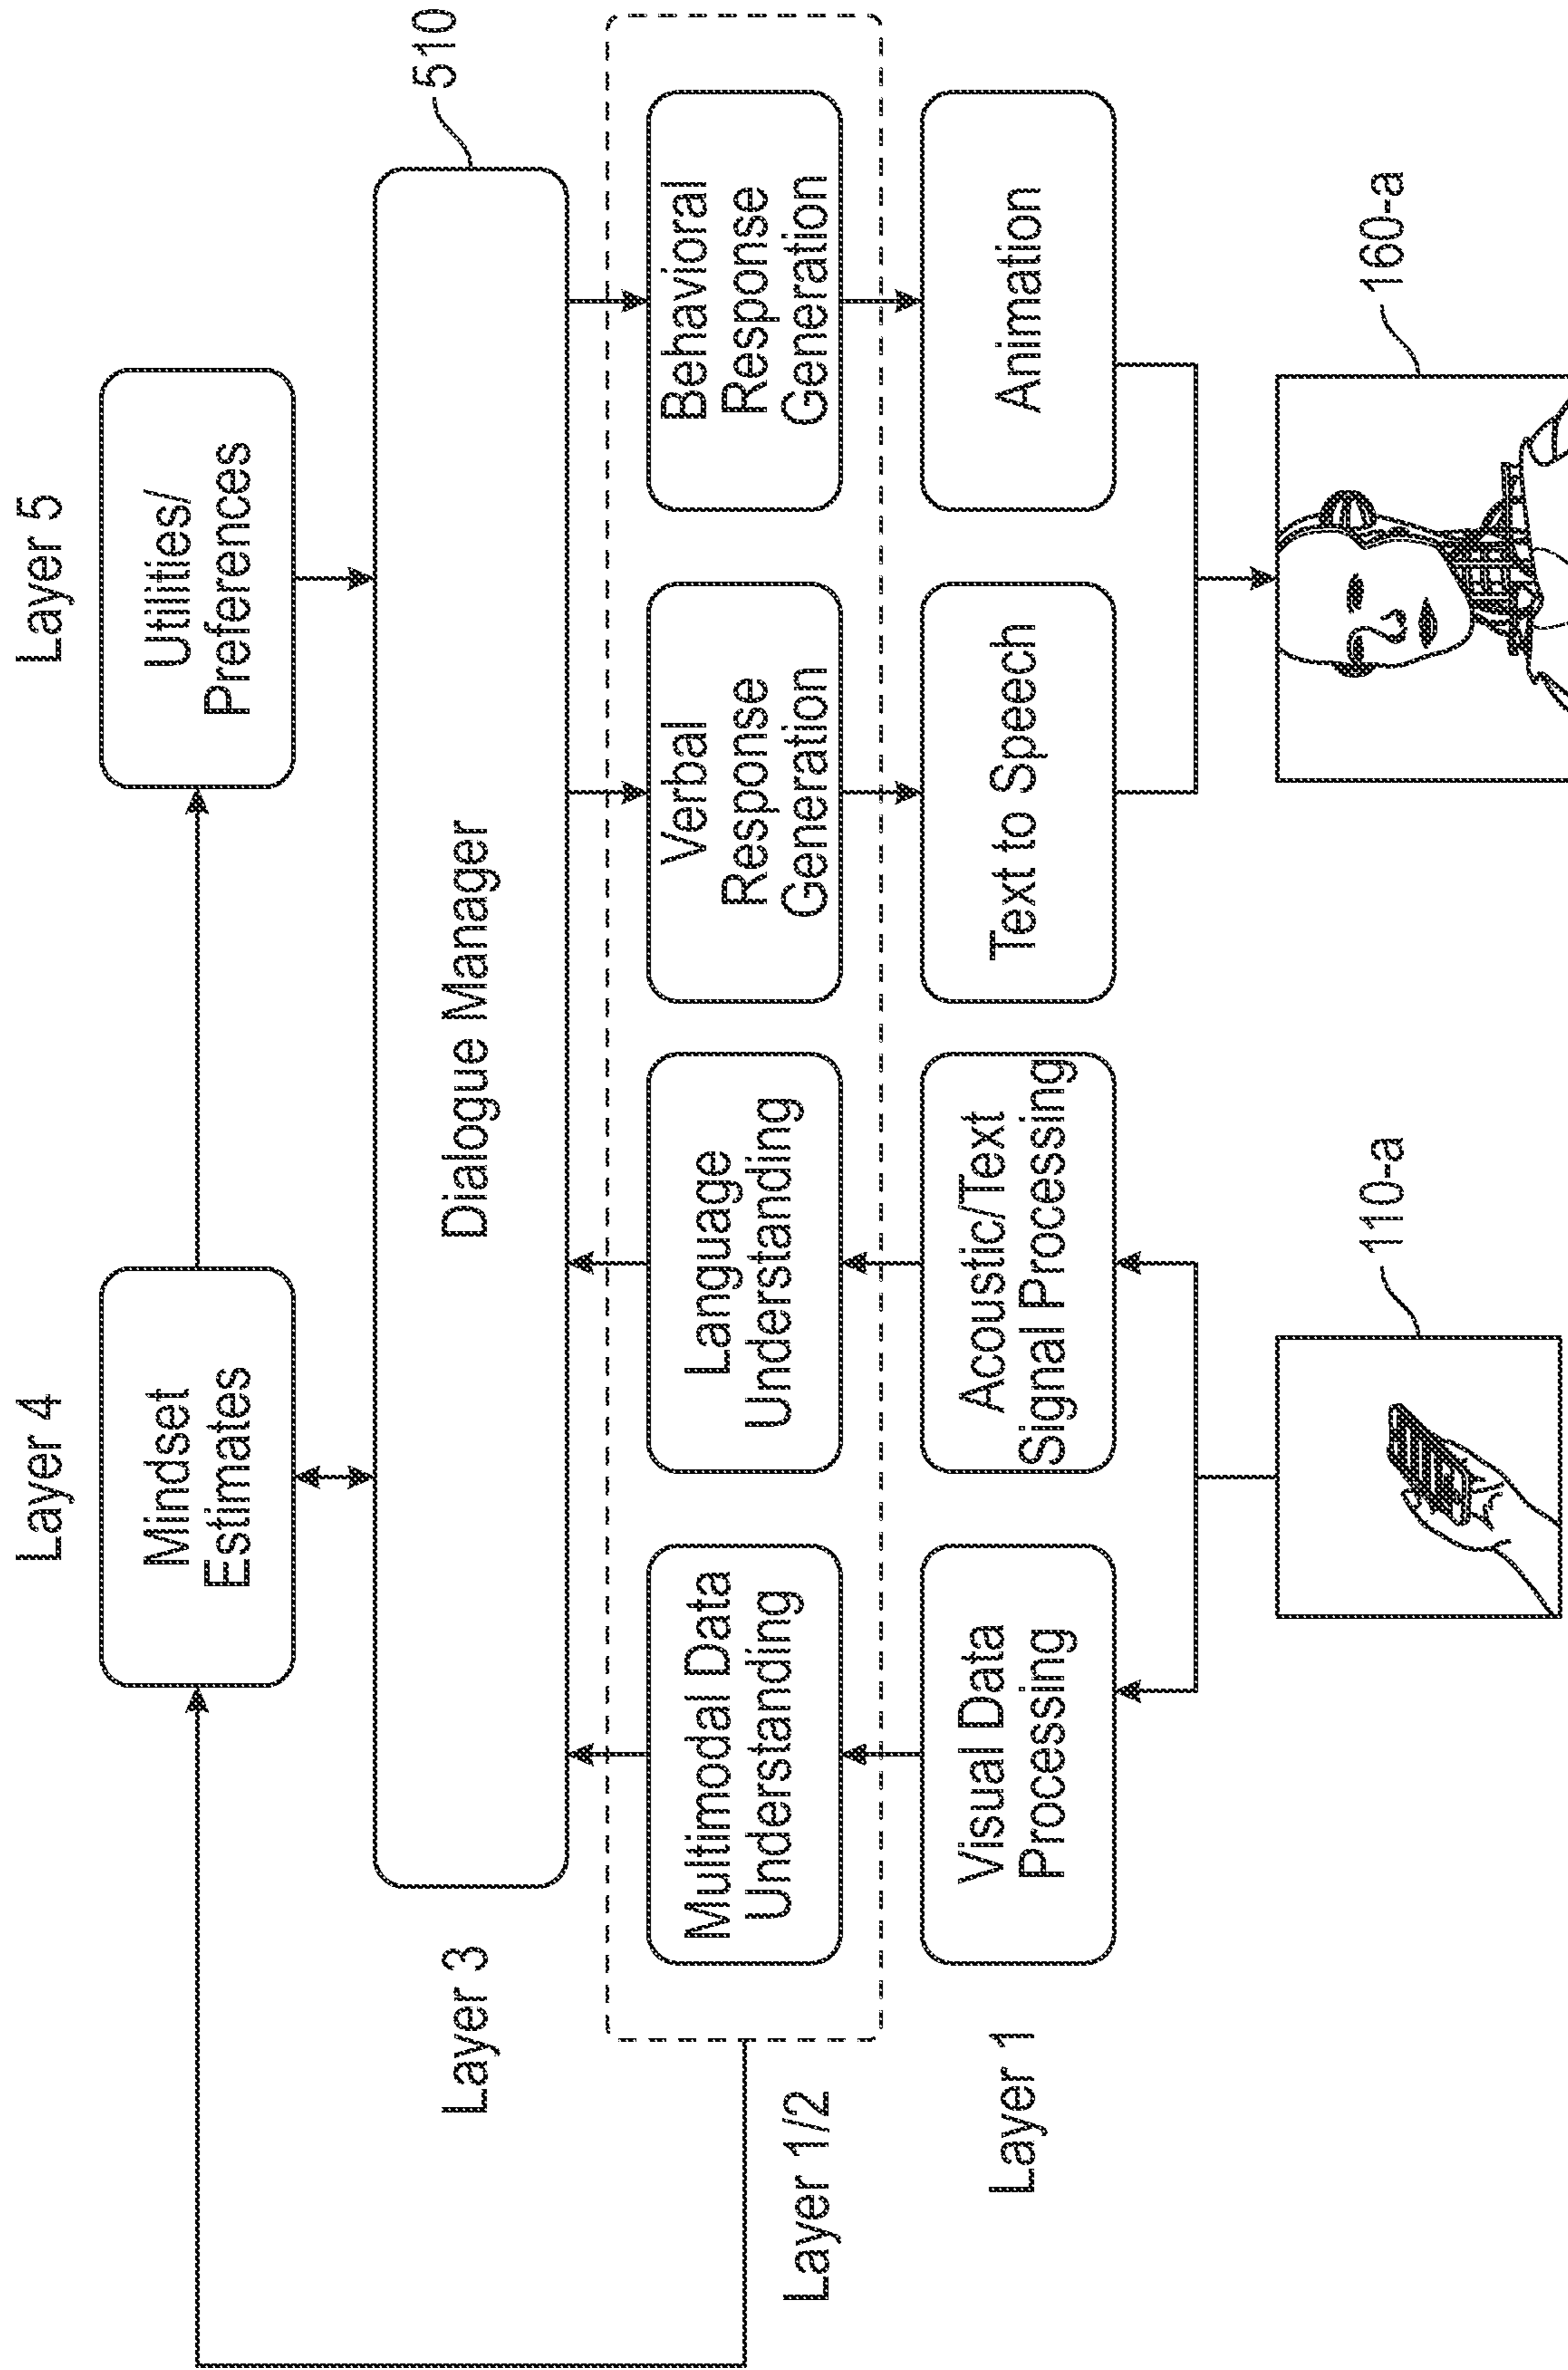 Layer 4
Layer 5
Mindset
Estimates
Utilities/
Preferences
Layer 3
Dialogue Manager
510
Multimodal Data
Understanding
Language
Understanding
Verbal
Response
Generation
Behavioral
Response
Generation
Layer 1/2
Layer 1
Visual Data
Processing
Acoustic/Text
Signal Processing
Text to Speech
Animation
110-a
160-a